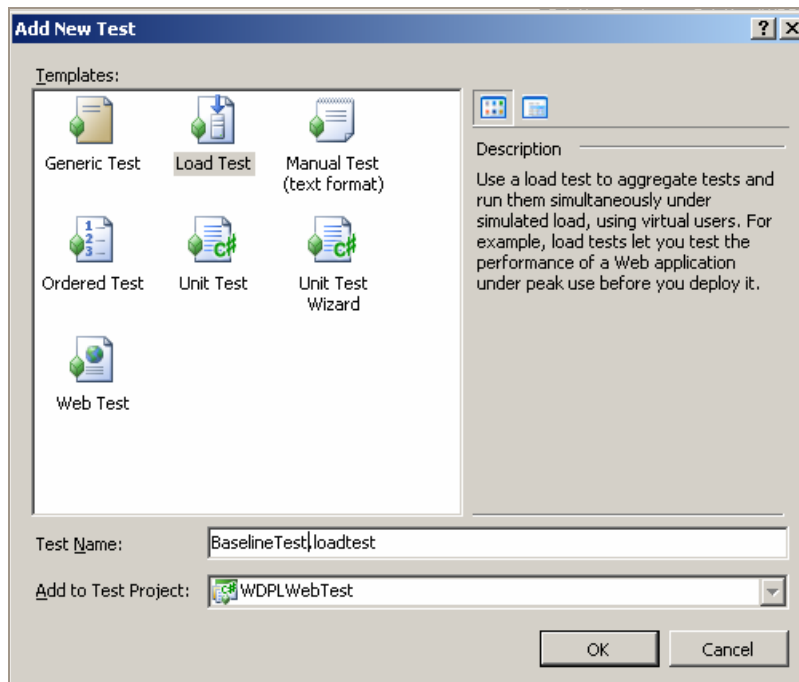 Add New Test
Templates:
Generic Test
Load Test
Manual Test
(text format)
Ordered Test
Unit Test
Unit Test
Wizard
Web Test
Description
Use a load test to aggregate tests and
run them simultaneously under
simulated load, using virtual users. For
example, load tests let you test the
performance of a Web application
under peak use before you deploy it.
Test Name:
BaselineTest.loadtest
Add to Test Project:
WDPLWebTest
OK
Cancel